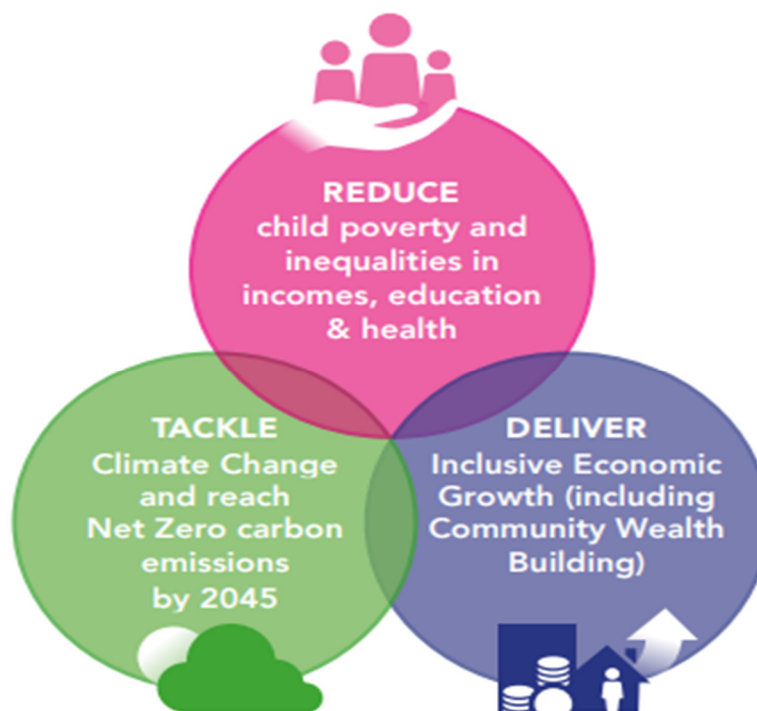 REDUCE
child poverty and
inequalities in
incomes, education
& health
TACKLE
Climate Change
and reach
Net Zero carbon
emissions
by 2045
DELIVER
Inclusive Economic
Growth (including
Community Wealth
Building)